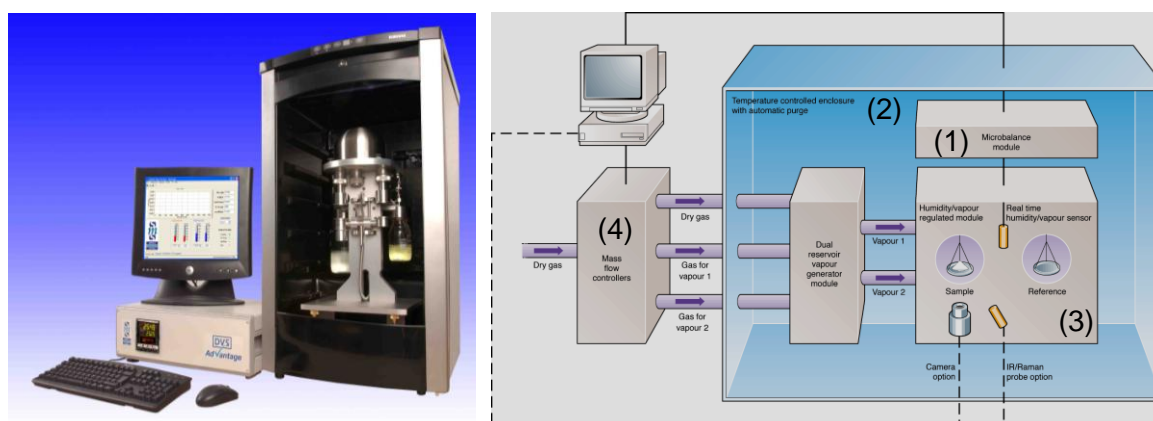 DVS
Advantage
Temperature controlled enclosure
with automatic purge
(2)
(1)
Microbalance
module
(4)
Mass
flow
controllers
Dry gas
Dry gas
Gas for
vapour 1
Gas for
vapour 2
Dual
reservoir
vapour
generator
module
Vapour 1
Vapour 2
Humidity/vapour
regulated module
Real time
humidity/vapour sensor
Sample
Reference
(3)
Camera
option
IR/Raman
probe option